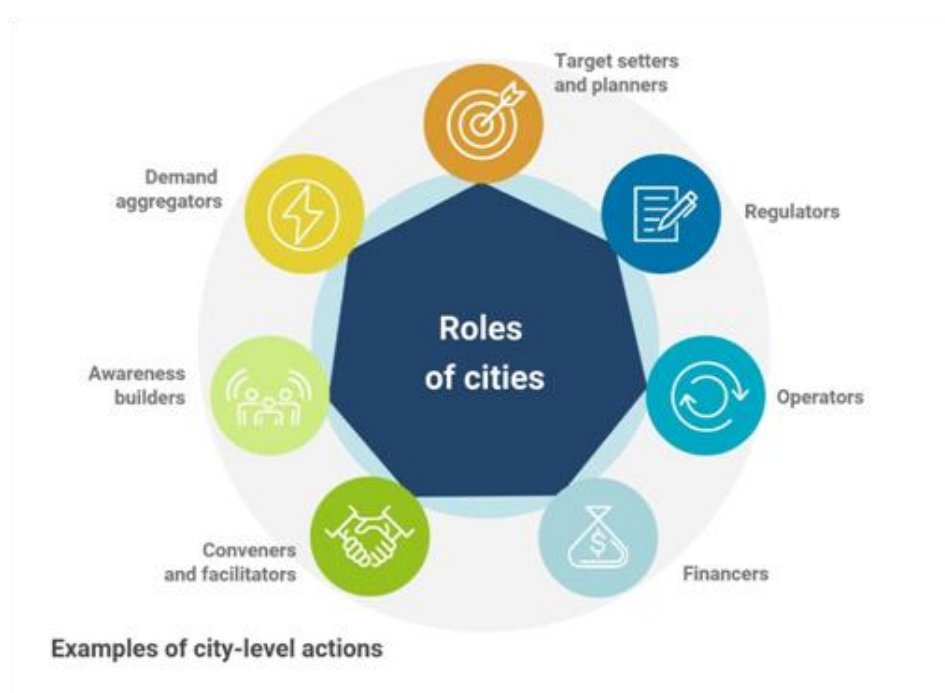 Target setters
and planners
Demand
aggregators
Regulators
Roles
of cities
Awareness
builders
Operators
Conveners
and facilitators
$
Financers
Examples of city-level actions